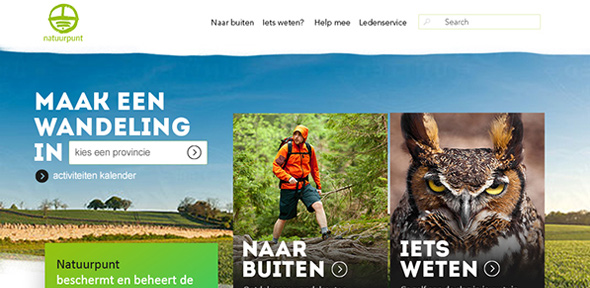 natuurpunt
Naar buiten Iets weten? Help mee Ledenservice Search
MAAK EEN
WANDELING
IN kies een provincie
activiteiten kalender
NAAR
BUITEN
IETS
WETEN
Natuurpunt
beschermt en beheert de